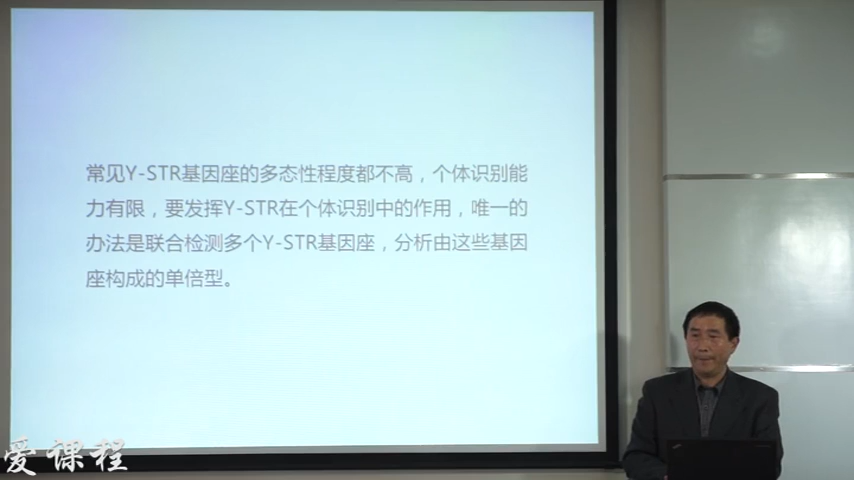 常见Y-STR基因座的多态性程度都不高，个体识别能
力有限，要发挥Y-STR在个体识别中的作用，唯一的
办法是联合检测多个Y-STR基因座，分析由这些基因
座构成的单倍型。
爱课程